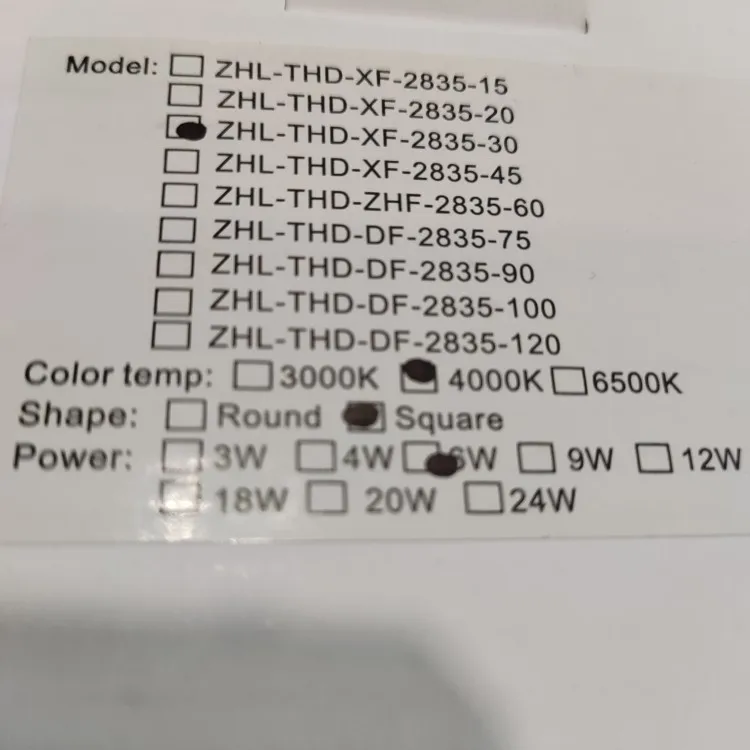 Model: ☐ ZHL-THD-XF-2835-15
☐ ZHL-THD-XF-2835-20
☑ ZHL-THD-XF-2835-30
☐ ZHL-THD-XF-2835-45
☐ ZHL-THD-ZHF-2835-60
☐ ZHL-THD-DF-2835-75
☐ ZHL-THD-DF-2835-90
☐ ZHL-THD-DF-2835-100
☐ ZHL-THD-DF-2835-120
Color temp: ☐ 3000K ☑ 4000K ☐ 6500K
Shape: ☐ Round ☑ Square
Power: ☐ 3W ☐ 4W ☑ 6W ☐ 9W ☐ 12W
☐ 18W ☐ 20W ☐ 24W